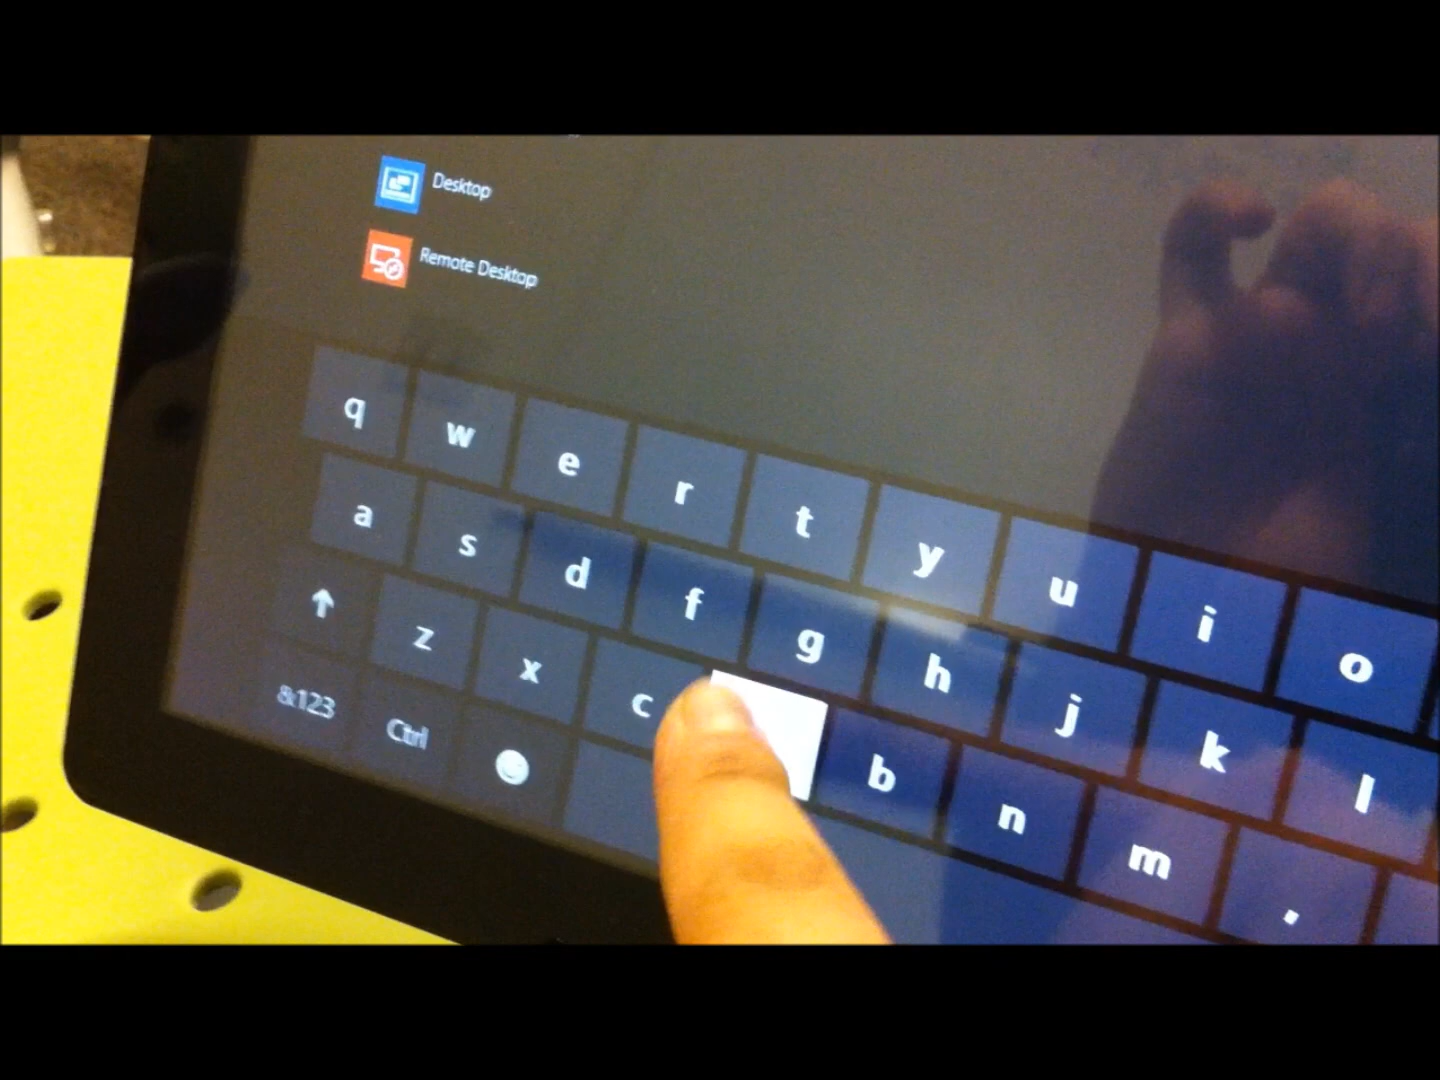 Desktop
Remote Desktop
q w e r t y u i o
a s d f g h j k l
z x c b n m ,
&123 Ctrl